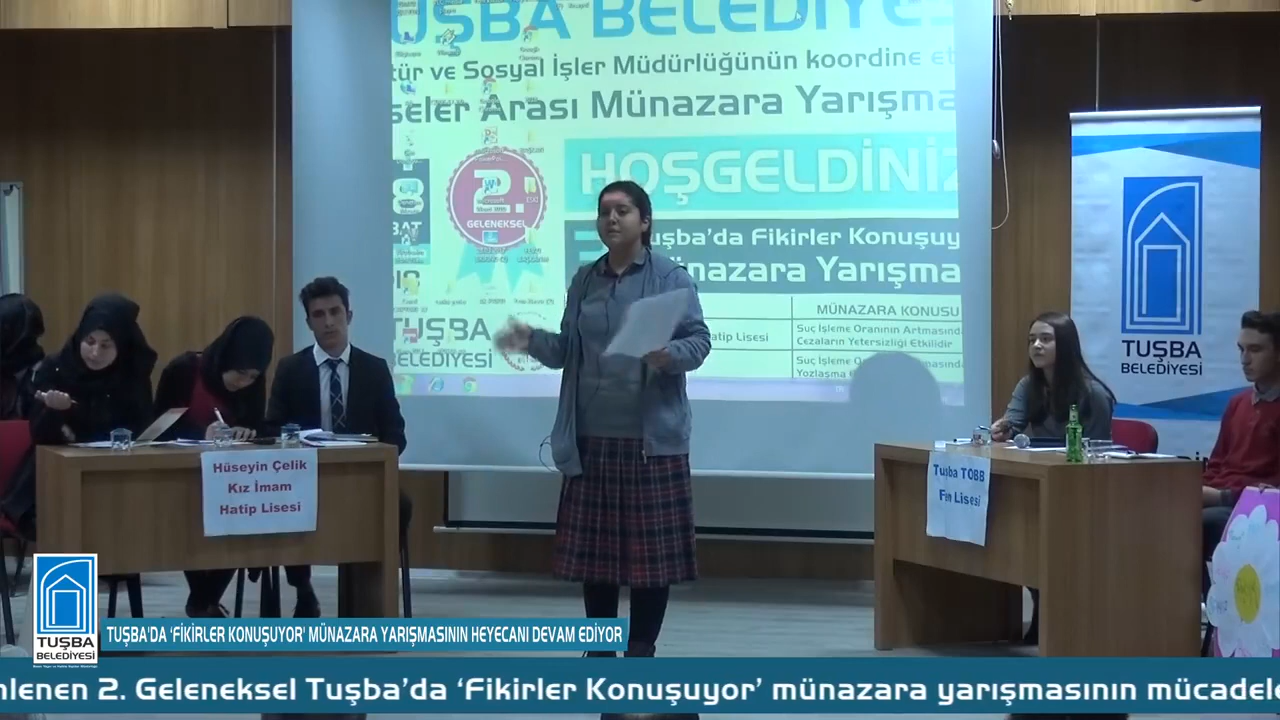 TUŞBA BELEDİYES
tür ve Sosyal İşler Müdürlüğünün koordine et
seler Arası Münazara Yarışma
HOŞGELDİNİZ
2.
GELENEKSEL
Tuşba'da Fikirler Konuşuy
Münazara Yarışma
MÜNAZARA KONUSU
Hatip Lisesi
Suç İşleme Oranının Artmasında
Cezaların Yetersizliği Etkilidir
Suç İşleme Oranının Artmasında
Yozlaşma
TUŞBA
BELEDİYESİ
TUŞBA
BELEDİYESİ
Hüseyin Çelik
Kız İmam
Hatip Lisesi
Tuşba TOBB
Fen Lisesi
TUŞBA
BELEDİYESİ
TUŞBA'DA 'FİKİRLER KONUŞUYOR' MÜNAZARA YARIŞMASININ HEYECANI DEVAM EDİYOR
nlenen 2. Geleneksel Tuşba'da 'Fikirler Konuşuyor' münazara yarışmasının mücadele